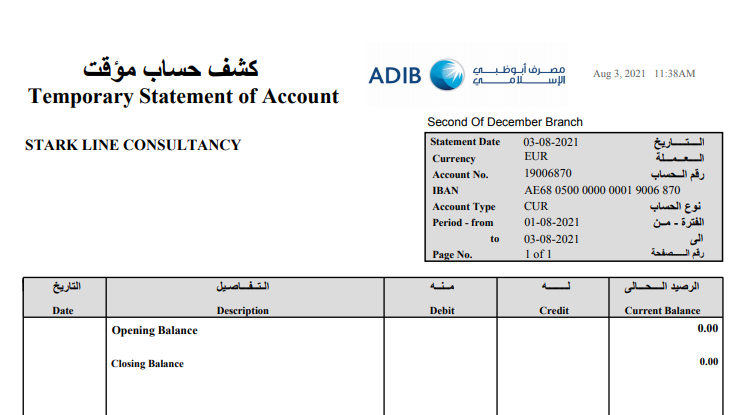 كشف حساب مؤقت
Temporary Statement of Account
ADIB مصرف أبوظبي الإسلامي
Aug 3, 2021 11:38AM
Second Of December Branch
STARK LINE CONSULTANCY
Statement Date 03-08-2021 التاريخ
Currency EUR العملة
Account No. 19006870 رقم الحساب
IBAN AE68 0500 0000 0001 9006 870
Account Type CUR نوع الحساب
Period - from 01-08-2021 الفترة - من
to 03-08-2021 الى
Page No. 1 of 1 رقم الصفحة
التاريخ التفاصيل منه له الرصيد الحالى
Date Description Debit Credit Current Balance
Opening Balance 0.00
Closing Balance 0.00